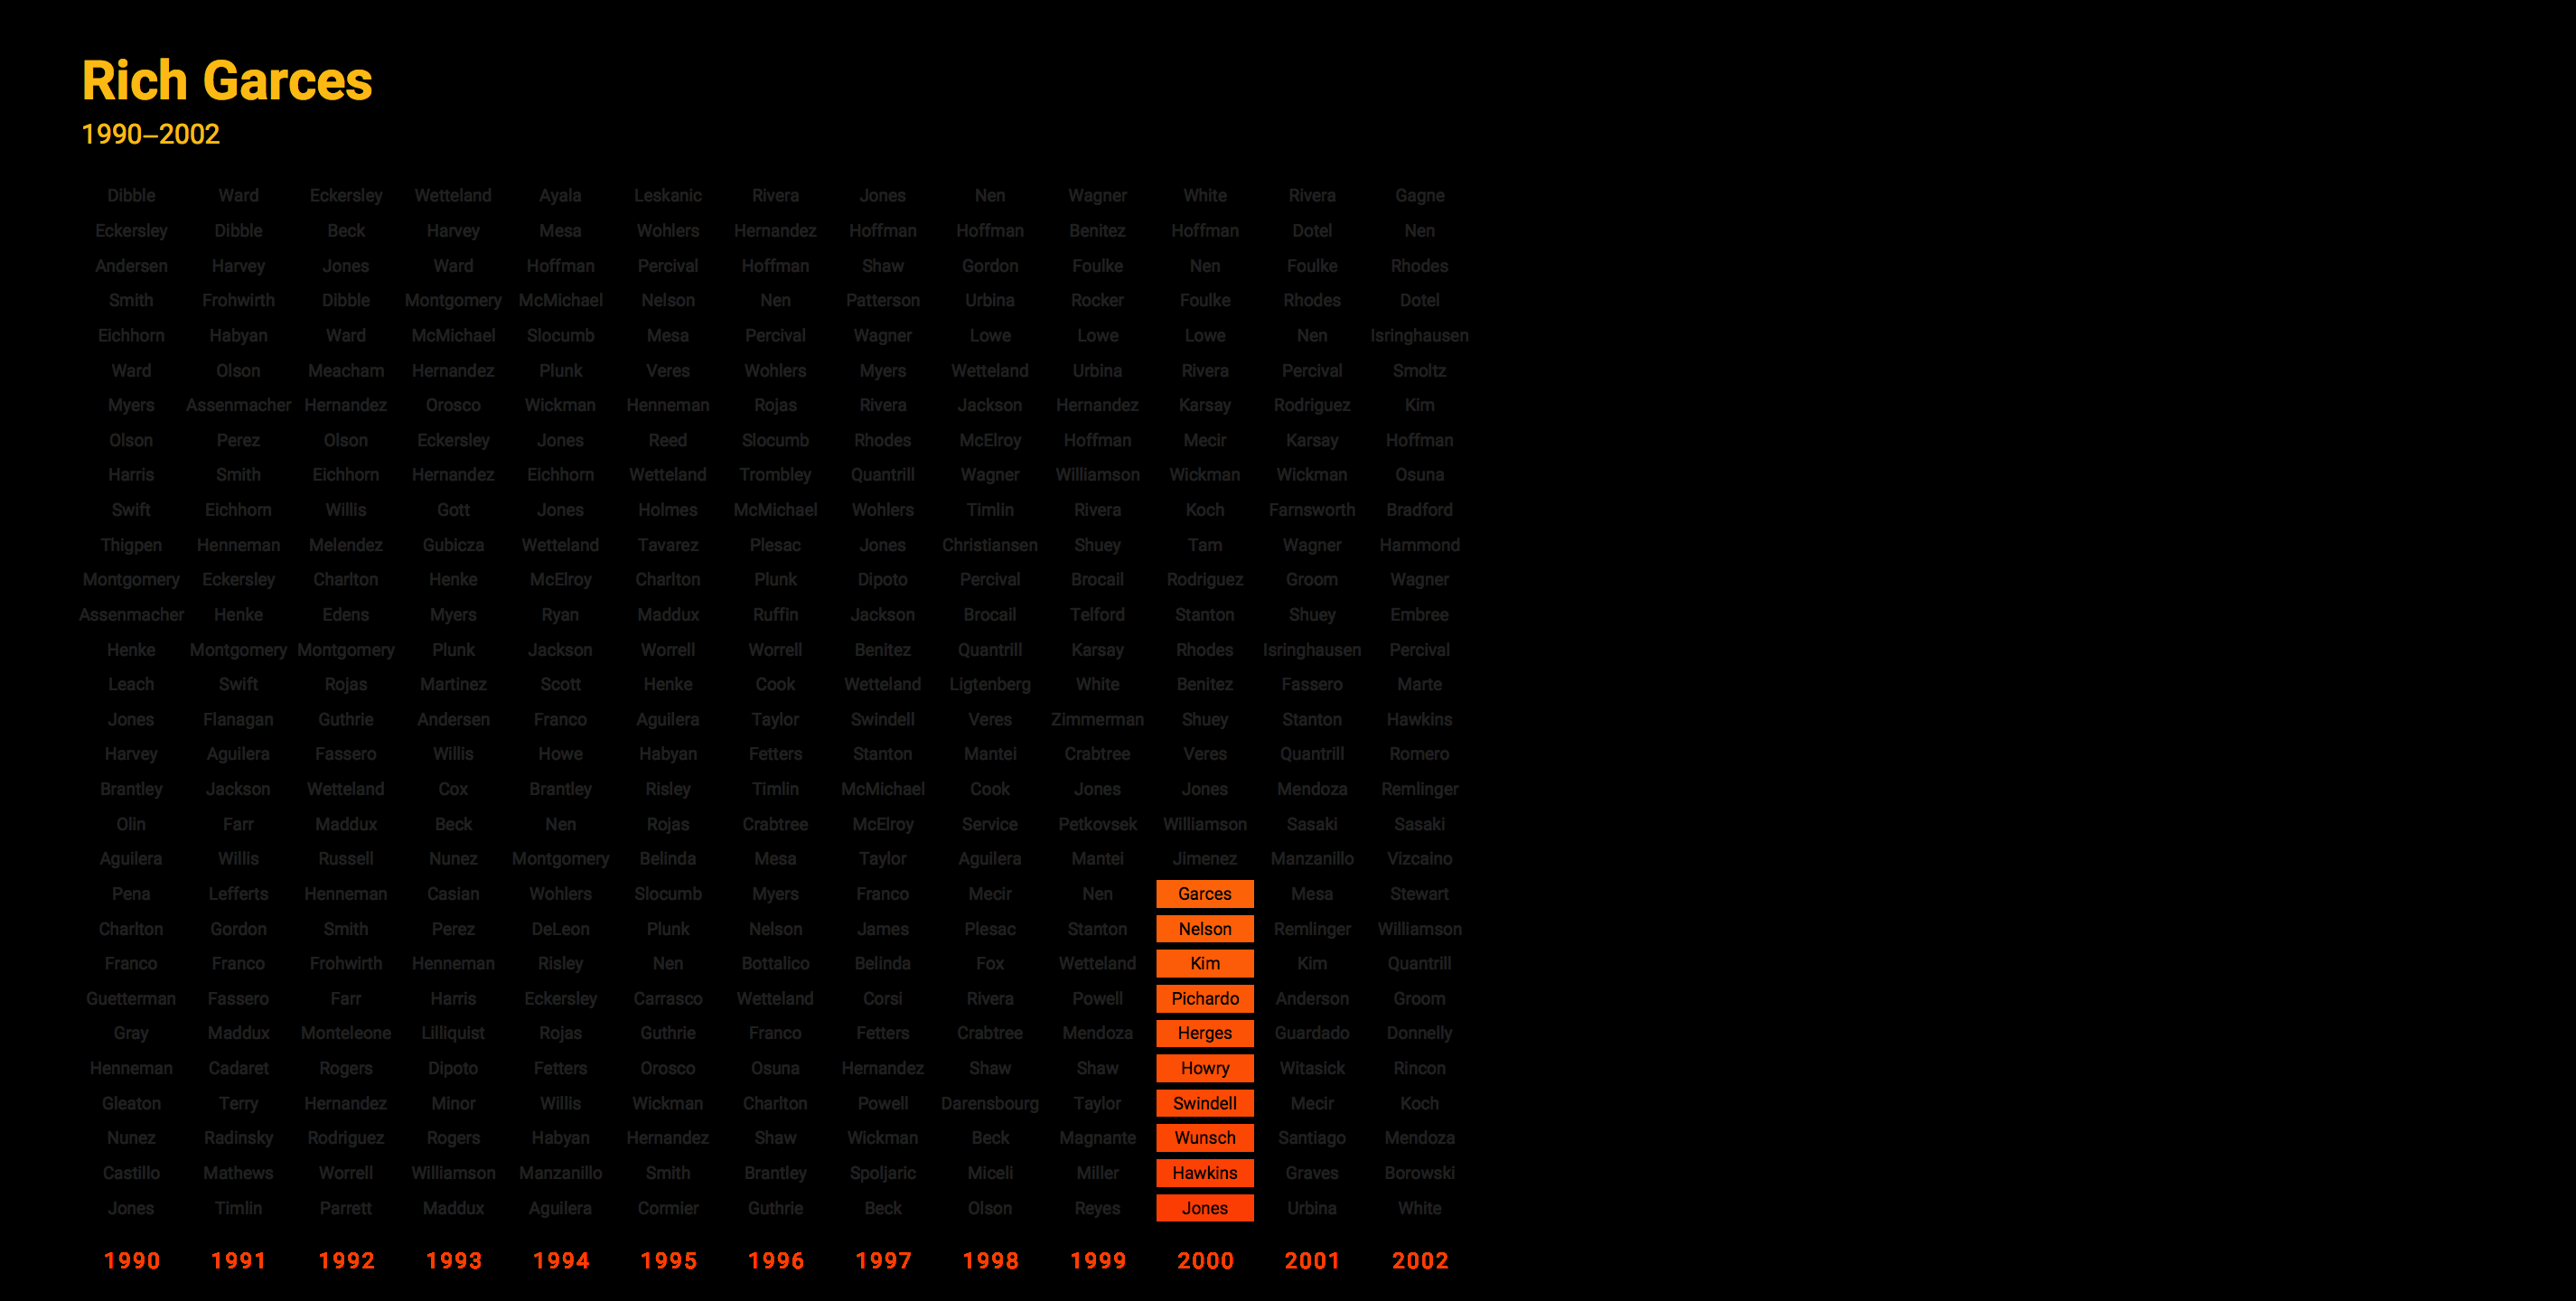 Rich Garces
1990–2002
Dibble Ward Eckersley Wetteland Ayala Leskanic Rivera Jones Nen Wagner White Rivera Gagne
Eckersley Dibble Beck Harvey Mesa Wohlers Hernandez Hoffman Hoffman Benitez Hoffman Dotel Nen
Andersen Harvey Jones Ward Hoffman Percival Hoffman Shaw Gordon Foulke Nen Foulke Rhodes
Smith Frohwirth Dibble Montgomery McMichael Nelson Nen Patterson Urbina Rocker Foulke Rhodes Dotel
Eichhorn Habyan Ward McMichael Slocumb Mesa Percival Wagner Lowe Lowe Lowe Nen Isringhausen
Ward Olson Meacham Hernandez Plunk Veres Wohlers Myers Wetteland Urbina Rivera Percival Smoltz
Myers Assenmacher Hernandez Orosco Wickman Henneman Rojas Rivera Jackson Hernandez Karsay Rodriguez Kim
Olson Perez Olson Eckersley Jones Reed Slocumb Rhodes McElroy Hoffman Mecir Karsay Hoffman
Harris Smith Eichhorn Hernandez Eichhorn Wetteland Trombley Quantrill Wagner Williamson Wickman Wickman Osuna
Swift Eichhorn Willis Gott Jones Holmes McMichael Wohlers Timlin Rivera Koch Farnsworth Bradford
Thigpen Henneman Melendez Gubicza Wetteland Tavarez Plesac Jones Christiansen Shuey Tam Wagner Hammond
Montgomery Eckersley Charlton Henke McElroy Charlton Plunk Dipoto Percival Brocail Rodriguez Groom Wagner
Assenmacher Henke Edens Myers Ryan Maddux Ruffin Jackson Brocail Telford Stanton Shuey Embree
Henke Montgomery Montgomery Plunk Jackson Worrell Worrell Benitez Quantrill Karsay Rhodes Isringhausen Percival
Leach Swift Rojas Martinez Scott Henke Cook Wetteland Ligtenberg White Benitez Fassero Marte
Jones Flanagan Guthrie Andersen Franco Aguilera Taylor Swindell Veres Zimmerman Shuey Stanton Hawkins
Harvey Aguilera Fassero Willis Howe Habyan Fetters Stanton Mantei Crabtree Veres Quantrill Romero
Brantley Jackson Wetteland Cox Brantley Risley Timlin McMichael Cook Jones Jones Mendoza Remlinger
Olin Farr Maddux Beck Nen Rojas Crabtree McElroy Service Petkovsek Williamson Sasaki Sasaki
Aguilera Willis Russell Nunez Montgomery Belinda Mesa Taylor Aguilera Mantei Jimenez Manzanillo Vizcaino
Pena Lefferts Henneman Casian Wohlers Slocumb Myers Franco Mecir Nen Garces Mesa Stewart
Charlton Gordon Smith Perez DeLeon Plunk Nelson James Plesac Stanton Nelson Remlinger Williamson
Franco Franco Frohwirth Henneman Risley Nen Bottalico Belinda Fox Wetteland Kim Kim Quantrill
Guetterman Fassero Farr Harris Eckersley Carrasco Wetteland Corsi Rivera Powell Pichardo Anderson Groom
Gray Maddux Monteleone Lilliquist Rojas Guthrie Franco Fetters Crabtree Mendoza Herges Guardado Donnelly
Henneman Cadaret Rogers Dipoto Fetters Orosco Osuna Hernandez Shaw Shaw Howry Witasick Rincon
Gleaton Terry Hernandez Minor Willis Wickman Charlton Powell Darensbourg Taylor Swindell Mecir Koch
Nunez Radinsky Rodriguez Rogers Habyan Hernandez Shaw Wickman Beck Magnante Wunsch Santiago Mendoza
Castillo Mathews Worrell Williamson Manzanillo Smith Brantley Spoljaric Miceli Miller Hawkins Graves Borowski
Jones Timlin Parrett Maddux Aguilera Cormier Guthrie Beck Olson Reyes Jones Urbina White
1990 1991 1992 1993 1994 1995 1996 1997 1998 1999 2000 2001 2002